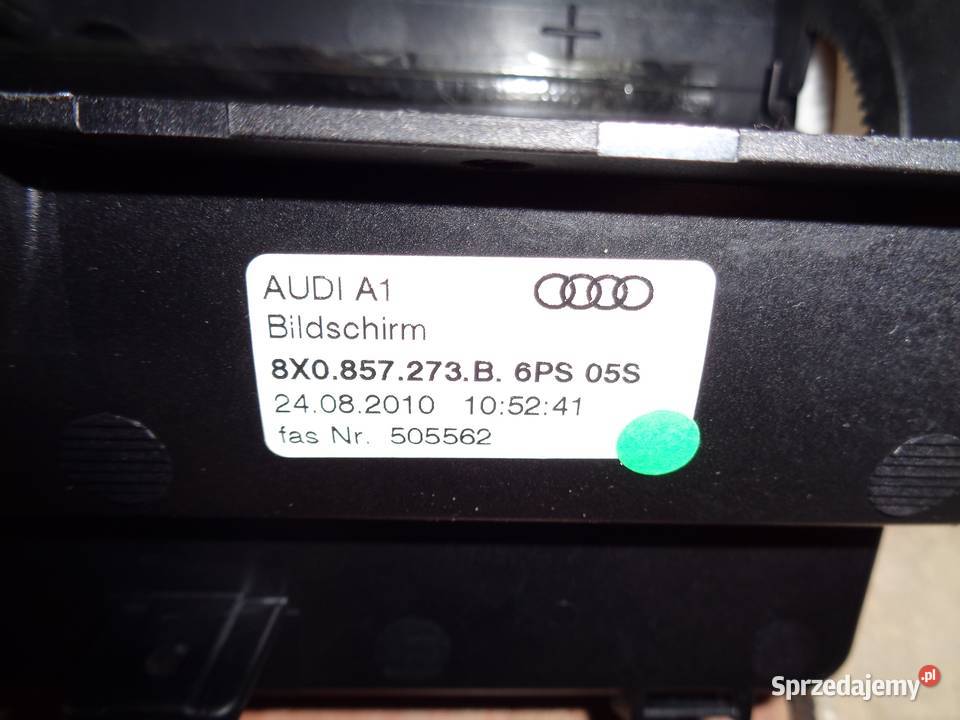 AUDI A1
Bildschirm
8X0.857.273.B. 6PS 05S
24.08.2010 10:52:41
fas Nr. 505562
Sprzedajemy.pl